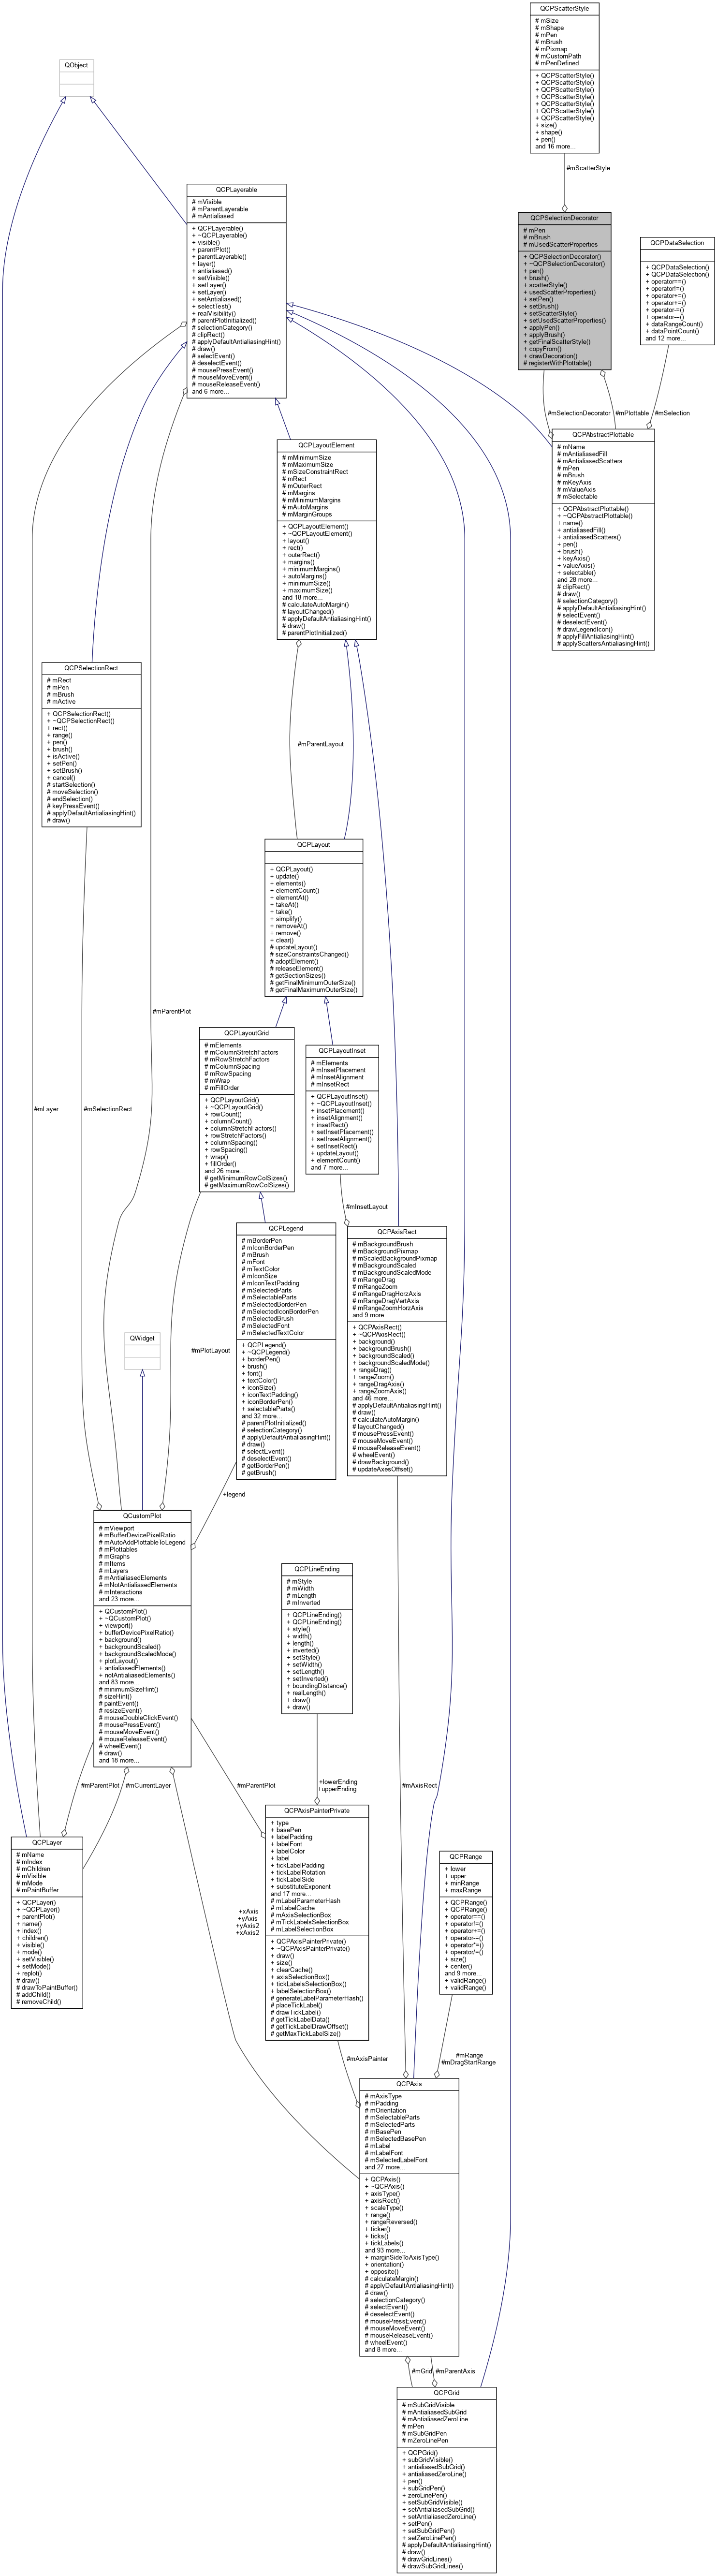 QCPScatterStyle
# mSize
# mShape
# mPen
# mBrush
# mPixmap
# mCustomPath
# mPenDefined
+ QCPScatterStyle()
+ QCPScatterStyle()
+ QCPScatterStyle()
+ QCPScatterStyle()
+ QCPScatterStyle()
+ QCPScatterStyle()
+ QCPScatterStyle()
+ size()
+ shape()
+ pen()
and 16 more...
QObject
#mScatterStyle
QCPLayerable
# mVisible
# mParentLayerable
# mAntialiased
+ QCPLayerable()
+ ~QCPLayerable()
+ visible()
+ parentPlot()
+ parentLayerable()
+ layer()
+ antialiased()
+ setVisible()
+ setLayer()
+ setLayer()
+ setAntialiased()
+ selectTest()
+ realVisibility()
# parentPlotInitialized()
# selectionCategory()
# clipRect()
# applyDefaultAntialiasingHint()
# draw()
# selectEvent()
# deselectEvent()
# mousePressEvent()
# mouseMoveEvent()
# mouseReleaseEvent()
and 6 more...
QCPSelectionDecorator
# mPen
# mBrush
# mUsedScatterProperties
+ QCPSelectionDecorator()
+ ~QCPSelectionDecorator()
+ pen()
+ brush()
+ scatterStyle()
+ usedScatterProperties()
+ setPen()
+ setBrush()
+ setScatterStyle()
+ setUsedScatterProperties()
+ applyPen()
+ applyBrush()
+ getFinalScatterStyle()
+ copyFrom()
+ drawDecoration()
# registerWithPlottable()
QCPDataSelection
+ QCPDataSelection()
+ QCPDataSelection()
+ operator==()
+ operator!=()
+ operator+=()
+ operator+=()
+ operator-=()
+ operator-=()
+ dataRangeCount()
+ dataPointCount()
and 12 more...
#mSelectionDecorator
#mPlottable
#mSelection
QCPAbstractPlottable
# mName
# mAntialiasedFill
# mAntialiasedScatters
# mPen
# mBrush
# mKeyAxis
# mValueAxis
# mSelectable
+ QCPAbstractPlottable()
+ ~QCPAbstractPlottable()
+ name()
+ antialiasedFill()
+ antialiasedScatters()
+ pen()
+ brush()
+ keyAxis()
+ valueAxis()
+ selectable()
and 28 more...
# clipRect()
# draw()
# selectionCategory()
# applyDefaultAntialiasingHint()
# selectEvent()
# deselectEvent()
# drawLegendIcon()
# applyFillAntialiasingHint()
# applyScattersAntialiasingHint()
QCPLayoutElement
# mMinimumSize
# mMaximumSize
# mSizeConstraintRect
# mRect
# mOuterRect
# mMargins
# mMinimumMargins
# mAutoMargins
# mMarginGroups
+ QCPLayoutElement()
+ ~QCPLayoutElement()
+ layout()
+ rect()
+ outerRect()
+ margins()
+ minimumMargins()
+ autoMargins()
+ minimumSize()
+ maximumSize()
and 18 more...
# calculateAutoMargin()
# layoutChanged()
# applyDefaultAntialiasingHint()
# draw()
# parentPlotInitialized()
QCPSelectionRect
# mRect
# mPen
# mBrush
# mActive
+ QCPSelectionRect()
+ ~QCPSelectionRect()
+ rect()
+ range()
+ pen()
+ brush()
+ isActive()
+ setPen()
+ setBrush()
+ cancel()
# startSelection()
# moveSelection()
# endSelection()
# keyPressEvent()
# applyDefaultAntialiasingHint()
# draw()
#mParentLayout
QCPLayout
+ QCPLayout()
+ update()
+ elements()
+ elementCount()
+ elementAt()
+ takeAt()
+ take()
+ simplify()
+ removeAt()
+ remove()
+ clear()
# updateLayout()
# sizeConstraintsChanged()
# adoptElement()
# releaseElement()
# getSectionSizes()
# getFinalMinimumOuterSize()
# getFinalMaximumOuterSize()
#mParentPlot
#mLayer
#mSelectionRect
QCPLayoutGrid
# mElements
# mColumnStretchFactors
# mRowStretchFactors
# mColumnSpacing
# mRowSpacing
# mWrap
# mFillOrder
+ QCPLayoutGrid()
+ ~QCPLayoutGrid()
+ rowCount()
+ columnCount()
+ columnStretchFactors()
+ rowStretchFactors()
+ columnSpacing()
+ rowSpacing()
+ wrap()
+ fillOrder()
and 26 more...
# getMinimumRowColSizes()
# getMaximumRowColSizes()
QCPLayoutInset
# mElements
# mInsetPlacement
# mInsetAlignment
# mInsetRect
+ QCPLayoutInset()
+ ~QCPLayoutInset()
+ insetPlacement()
+ insetAlignment()
+ insetRect()
+ setInsetPlacement()
+ setInsetAlignment()
+ setInsetRect()
+ updateLayout()
+ elementCount()
and 7 more...
#mInsetLayout
QCPLegend
# mBorderPen
# mIconBorderPen
# mBrush
# mFont
# mTextColor
# mIconSize
# mIconTextPadding
# mSelectedParts
# mSelectableParts
# mSelectedBorderPen
# mSelectedIconBorderPen
# mSelectedBrush
# mSelectedFont
# mSelectedTextColor
+ QCPLegend()
+ ~QCPLegend()
+ borderPen()
+ brush()
+ font()
+ textColor()
+ iconSize()
+ iconTextPadding()
+ iconBorderPen()
+ selectableParts()
and 32 more...
# parentPlotInitialized()
# selectionCategory()
# applyDefaultAntialiasingHint()
# draw()
# selectEvent()
# deselectEvent()
# getBorderPen()
# getBrush()
QCPAxisRect
# mBackgroundBrush
# mBackgroundPixmap
# mScaledBackgroundPixmap
# mBackgroundScaled
# mBackgroundScaledMode
# mRangeDrag
# mRangeZoom
# mRangeDragHorzAxis
# mRangeDragVertAxis
# mRangeZoomHorzAxis
and 9 more...
+ QCPAxisRect()
+ ~QCPAxisRect()
+ background()
+ backgroundBrush()
+ backgroundScaled()
+ backgroundScaledMode()
+ rangeDrag()
+ rangeZoom()
+ rangeDragAxis()
+ rangeZoomAxis()
and 46 more...
# applyDefaultAntialiasingHint()
# draw()
# calculateAutoMargin()
# layoutChanged()
# mousePressEvent()
# mouseMoveEvent()
# mouseReleaseEvent()
# wheelEvent()
# drawBackground()
# updateAxesOffset()
QWidget
#mPlotLayout
+legend
QCustomPlot
# mViewport
# mBufferDevicePixelRatio
# mAutoAddPlottableToLegend
# mPlottables
# mGraphs
# mItems
# mLayers
# mAntialiasedElements
# mNotAntialiasedElements
# mInteractions
and 23 more...
+ QCustomPlot()
+ ~QCustomPlot()
+ viewport()
+ bufferDevicePixelRatio()
+ background()
+ backgroundScaled()
+ backgroundScaledMode()
+ plotLayout()
+ antialiasedElements()
+ notAntialiasedElements()
and 83 more...
# minimumSizeHint()
# sizeHint()
# paintEvent()
# resizeEvent()
# mouseDoubleClickEvent()
# mousePressEvent()
# mouseMoveEvent()
# mouseReleaseEvent()
# wheelEvent()
# draw()
and 18 more...
QCPLineEnding
# mStyle
# mWidth
# mLength
# mInverted
+ QCPLineEnding()
+ QCPLineEnding()
+ style()
+ width()
+ length()
+ inverted()
+ setStyle()
+ setWidth()
+ setLength()
+ setInverted()
+ boundingDistance()
+ realLength()
+ draw()
+ draw()
+lowerEnding
+upperEnding
#mParentPlot
#mCurrentLayer
#mParentPlot
#mAxisRect
QCPLayer
# mName
# mIndex
# mChildren
# mVisible
# mMode
# mPaintBuffer
+ QCPLayer()
+ ~QCPLayer()
+ parentPlot()
+ name()
+ index()
+ children()
+ visible()
+ mode()
+ setVisible()
+ setMode()
+ replot()
# draw()
# drawToPaintBuffer()
# addChild()
# removeChild()
QCPAxisPainterPrivate
+ type
+ basePen
+ labelPadding
+ labelFont
+ labelColor
+ label
+ tickLabelPadding
+ tickLabelRotation
+ tickLabelSide
+ substituteExponent
and 17 more...
# mLabelParameterHash
# mLabelCache
# mAxisSelectionBox
# mTickLabelsSelectionBox
# mLabelSelectionBox
+ QCPAxisPainterPrivate()
+ ~QCPAxisPainterPrivate()
+ draw()
+ size()
+ clearCache()
+ axisSelectionBox()
+ tickLabelsSelectionBox()
+ labelSelectionBox()
# generateLabelParameterHash()
# placeTickLabel()
# drawTickLabel()
# getTickLabelData()
# getTickLabelDrawOffset()
# getMaxTickLabelSize()
+xAxis
+yAxis
+yAxis2
+xAxis2
QCPRange
+ lower
+ upper
+ minRange
+ maxRange
+ QCPRange()
+ QCPRange()
+ operator==()
+ operator!=()
+ operator+=()
+ operator-=()
+ operator*=()
+ operator/=()
+ size()
+ center()
and 9 more...
+ validRange()
+ validRange()
#mAxisPainter
#mRange
#mDragStartRange
QCPAxis
# mAxisType
# mPadding
# mOrientation
# mSelectableParts
# mSelectedParts
# mBasePen
# mSelectedBasePen
# mLabel
# mLabelFont
# mSelectedLabelFont
and 27 more...
+ QCPAxis()
+ ~QCPAxis()
+ axisType()
+ axisRect()
+ scaleType()
+ range()
+ rangeReversed()
+ ticker()
+ ticks()
+ tickLabels()
and 93 more...
+ marginSideToAxisType()
+ orientation()
+ opposite()
# calculateMargin()
# applyDefaultAntialiasingHint()
# draw()
# selectionCategory()
# selectEvent()
# deselectEvent()
# mousePressEvent()
# mouseMoveEvent()
# mouseReleaseEvent()
# wheelEvent()
and 8 more...
#mGrid
#mParentAxis
QCPGrid
# mSubGridVisible
# mAntialiasedSubGrid
# mAntialiasedZeroLine
# mPen
# mSubGridPen
# mZeroLinePen
+ QCPGrid()
+ subGridVisible()
+ antialiasedSubGrid()
+ antialiasedZeroLine()
+ pen()
+ subGridPen()
+ zeroLinePen()
+ setSubGridVisible()
+ setAntialiasedSubGrid()
+ setAntialiasedZeroLine()
+ setPen()
+ setSubGridPen()
+ setZeroLinePen()
# applyDefaultAntialiasingHint()
# draw()
# drawGridLines()
# drawSubGridLines()